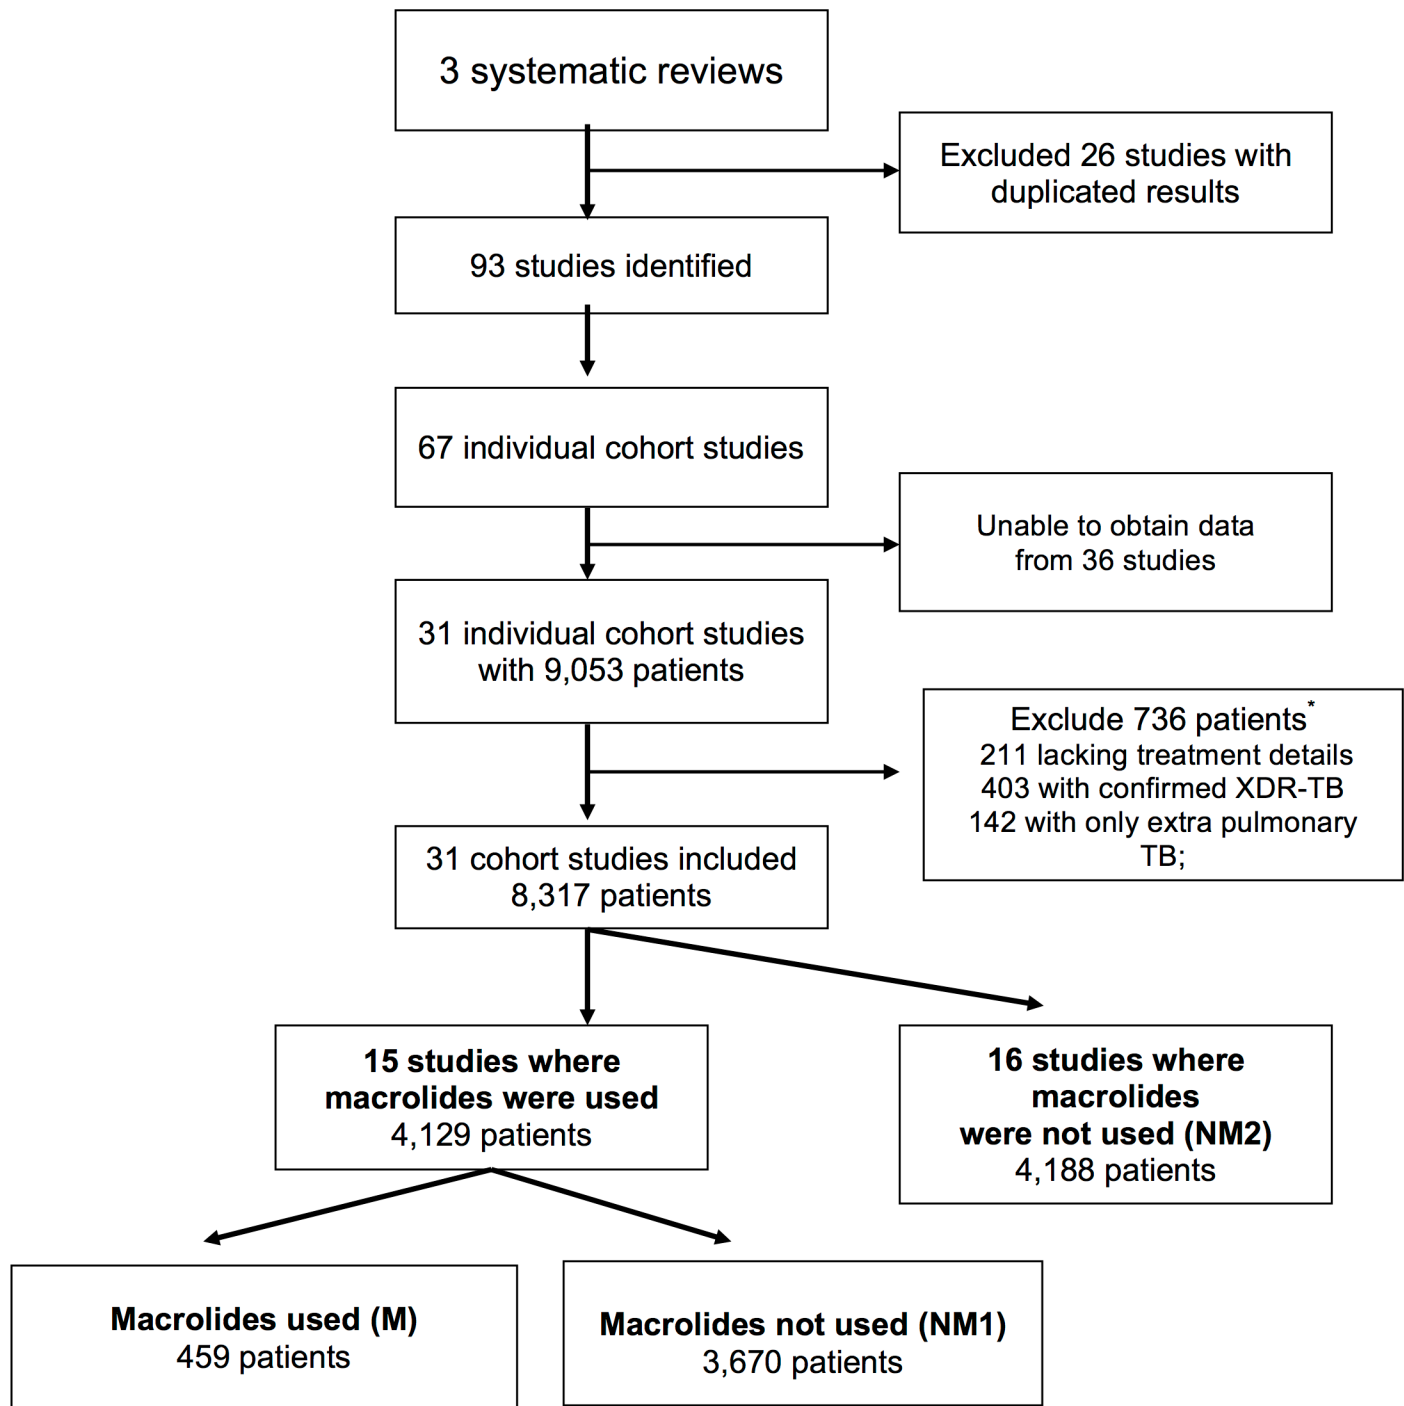 3 systematic reviews
Excluded 26 studies with
duplicated results
93 studies identified
67 individual cohort studies
Unable to obtain data
from 36 studies
31 individual cohort studies
with 9,053 patients
Exclude 736 patients*
211 lacking treatment details
403 with confirmed XDR-TB
142 with only extra pulmonary
TB;
31 cohort studies included
8,317 patients
15 studies where
macrolides were used
4,129 patients
16 studies where
macrolides
were not used (NM2)
4,188 patients
Macrolides used (M)
459 patients
Macrolides not used (NM1)
3,670 patients